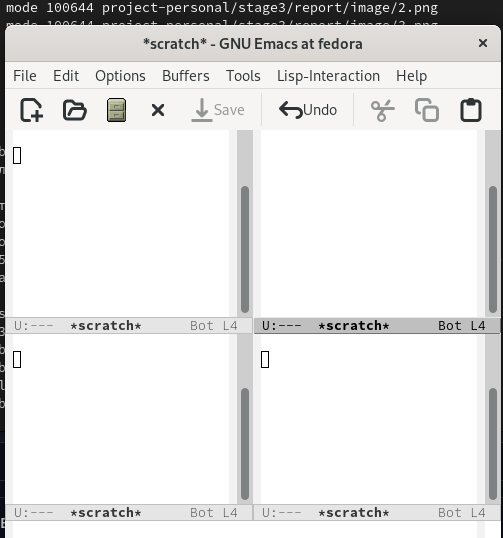 mode 100644 project-personal/stage3/report/image/2.png
mode 100644 project-personal/stage3/report/image/3.png
*scratch* - GNU Emacs at fedora ×
File Edit Options Buffers Tools Lisp-Interaction Help
Save Undo
U:--- *scratch* Bot L4
U:--- *scratch* Bot L4
U:--- *scratch* Bot L4
U:--- *scratch* Bot L4